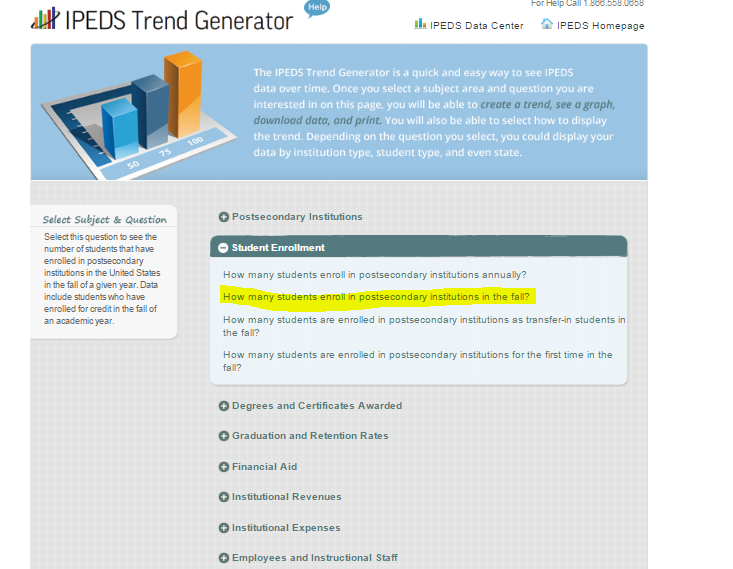 For Help Call 1.866.558.0658
IPEDS Trend Generator
Help
IPEDS Data Center IPEDS Homepage
The IPEDS Trend Generator is a quick and easy way to see IPEDS
data over time. Once you select a subject area and question you are
interested in on this page, you will be able to create a trend, see a graph,
download data, and print. You will also be able to select how to display
the trend. Depending on the question you select, you could display your
data by institution type, student type, and even state.
50 75 100
Select Subject & Question
Select this question to see the
number of students that have
enrolled in postsecondary
institutions in the United States
in the fall of a given year. Data
include students who have
enrolled for credit in the fall of
an academic year.
Postsecondary Institutions
Student Enrollment
How many students enroll in postsecondary institutions annually?
How many students enroll in postsecondary institutions in the fall?
How many students are enrolled in postsecondary institutions as transfer-in students in
the fall?
How many students are enrolled in postsecondary institutions for the first time in the
fall?
Degrees and Certificates Awarded
Graduation and Retention Rates
Financial Aid
Institutional Revenues
Institutional Expenses
Employees and Instructional Staff